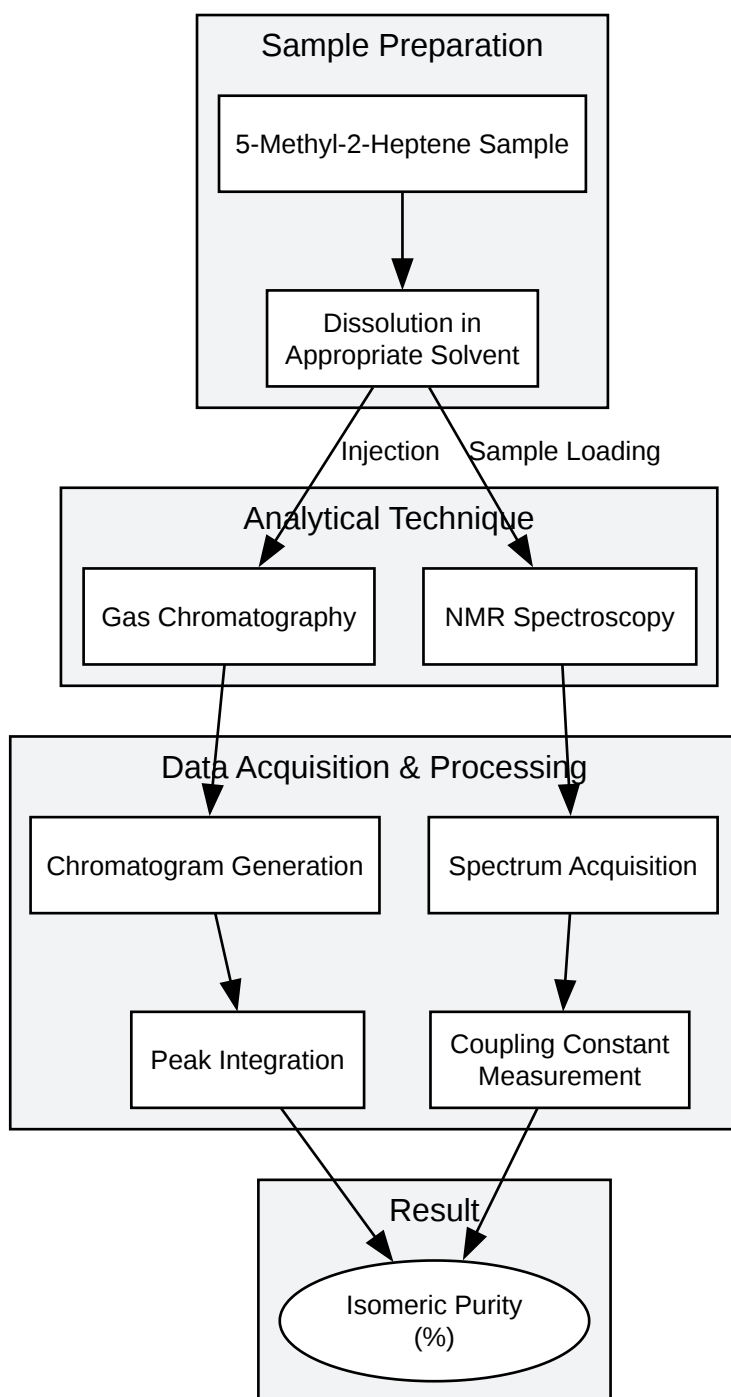 Sample Preparation
5-Methyl-2-Heptene Sample
Dissolution in
Appropriate Solvent
Injection
Sample Loading
Analytical Technique
Gas Chromatography
NMR Spectroscopy
Data Acquisition & Processing
Chromatogram Generation
Spectrum Acquisition
Peak Integration
Coupling Constant
Measurement
Result
Isomeric Purity
(%)